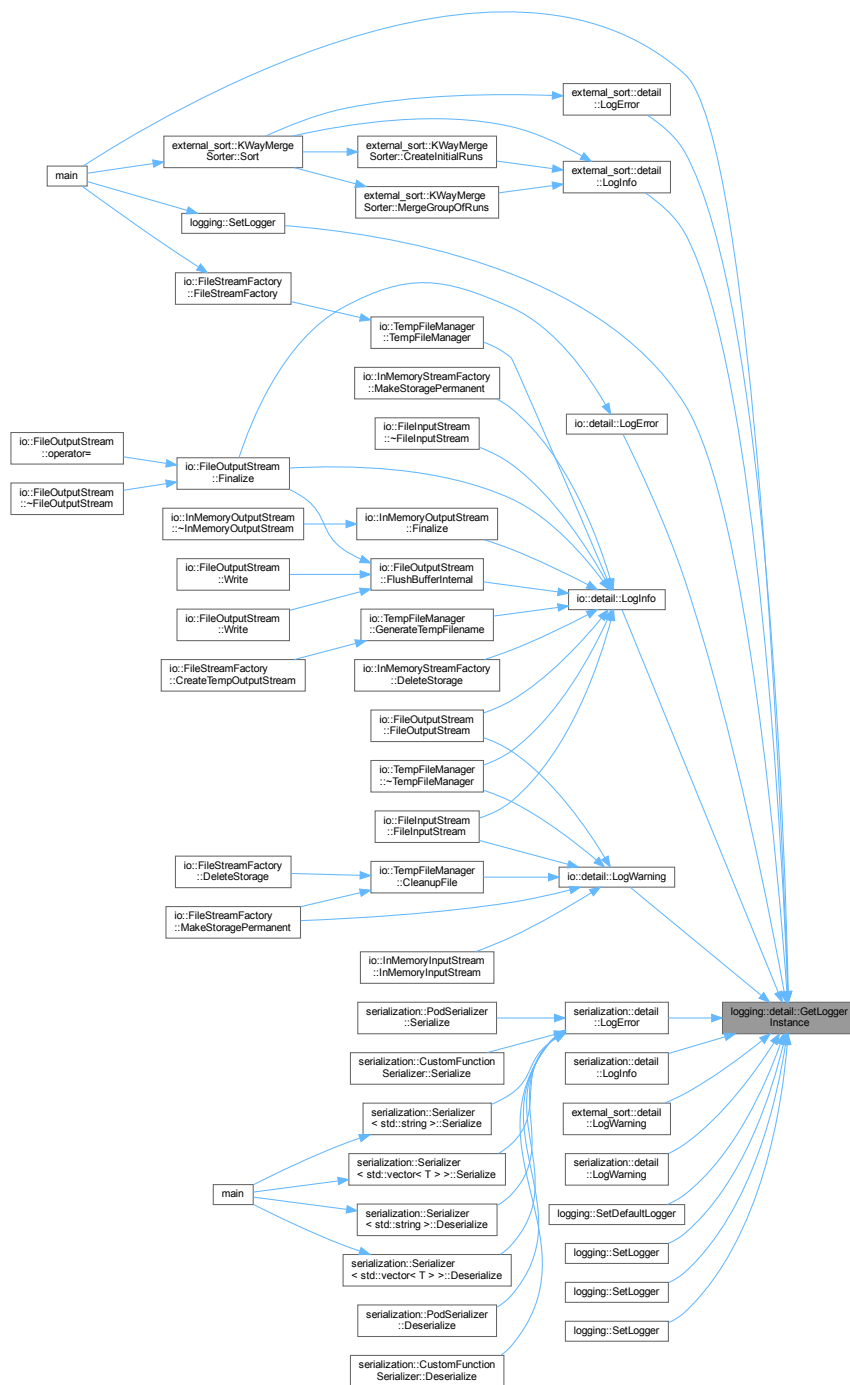 external_sort::detail
::LogError
external_sort::KWayMerge
Sorter::Sort
external_sort::KWayMerge
Sorter::CreateInitialRuns
external_sort::detail
::LogInfo
main
external_sort::KWayMerge
Sorter::MergeGroupOfRuns
logging::SetLogger
io::FileStreamFactory
::FileStreamFactory
io::TempFileManager
::TempFileManager
io::InMemoryStreamFactory
::MakeStoragePermanent
io::FileInputStream
::~FileInputStream
io::detail::LogError
io::FileOutputStream
::operator=
io::FileOutputStream
::Finalize
io::FileOutputStream
::~FileOutputStream
io::InMemoryOutputStream
::~InMemoryOutputStream
io::InMemoryOutputStream
::Finalize
io::FileOutputStream
::Write
io::FileOutputStream
::FlushBufferInternal
io::detail::LogInfo
io::FileOutputStream
::Write
io::TempFileManager
::GenerateTempFilename
io::FileStreamFactory
::CreateTempOutputStream
io::InMemoryStreamFactory
::DeleteStorage
io::FileOutputStream
::FileOutputStream
io::TempFileManager
::~TempFileManager
io::FileInputStream
::FileInputStream
io::FileStreamFactory
::DeleteStorage
io::TempFileManager
::CleanupFile
io::detail::LogWarning
io::FileStreamFactory
::MakeStoragePermanent
io::InMemoryInputStream
::InMemoryInputStream
serialization::PodSerializer
::Serialize
serialization::detail
::LogError
logging::detail::GetLogger
Instance
serialization::CustomFunction
Serializer::Serialize
serialization::detail
::LogInfo
serialization::Serializer
< std::string >::Serialize
external_sort::detail
::LogWarning
serialization::Serializer
< std::vector< T > >::Serialize
serialization::detail
::LogWarning
main
serialization::Serializer
< std::string >::Deserialize
logging::SetDefaultLogger
serialization::Serializer
< std::vector< T > >::Deserialize
logging::SetLogger
logging::SetLogger
serialization::PodSerializer
::Deserialize
logging::SetLogger
serialization::CustomFunction
Serializer::Deserialize